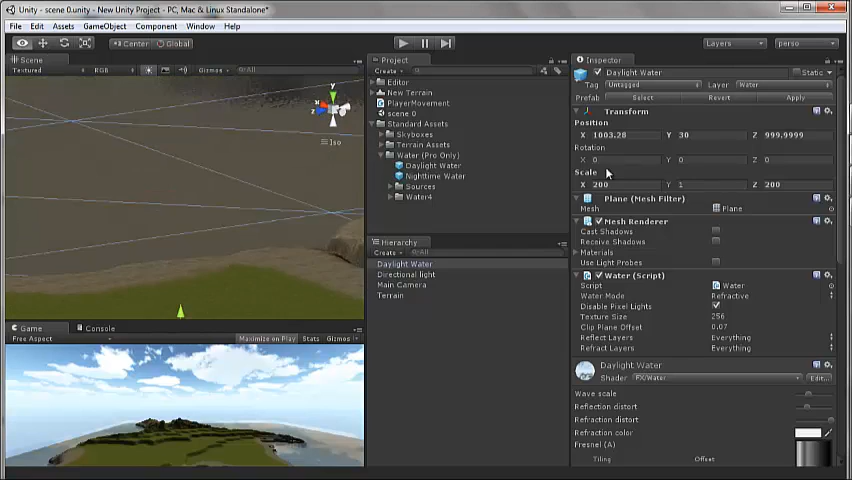 Unity - scene 0.unity - New Unity Project - PC, Mac & Linux Standalone*
File Edit Assets GameObject Component Window Help
Center Global Layers perso
Scene
Textured RGB Gizmos All
y
x
Iso
Game Console
Free Aspect Maximize on Play Stats Gizmos
Project
Create
Editor
New Terrain
PlayerMovement
scene 0
Standard Assets
Skyboxes
Terrain Assets
Water (Pro Only)
Daylight Water
Nighttime Water
Sources
Water4
Hierarchy
Create All
Daylight Water
Directional light
Main Camera
Terrain
Inspector
Daylight Water Static
Tag Untagged Layer Water
Prefab Select Revert Apply
Transform
Position
X 1003.28 Y 30 Z 999.9999
Rotation
X 0 Y 0 Z 0
Scale
X 200 Y 1 Z 200
Plane (Mesh Filter)
Mesh Plane
Mesh Renderer
Cast Shadows
Receive Shadows
Materials
Use Light Probes
Water (Script)
Script Water
Water Mode Refractive
Disable Pixel Lights
Texture Size 256
Clip Plane Offset 0.07
Reflect Layers Everything
Refract Layers Everything
Daylight Water
Shader FX/Water Edit...
Wave scale
Reflection distort
Refraction distort
Refraction color
Fresnel (A)
Tiling Offset